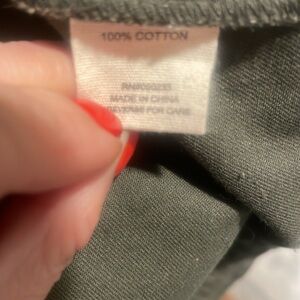 100% COTTON
MADE IN CHINA
REVERSE FOR CARE